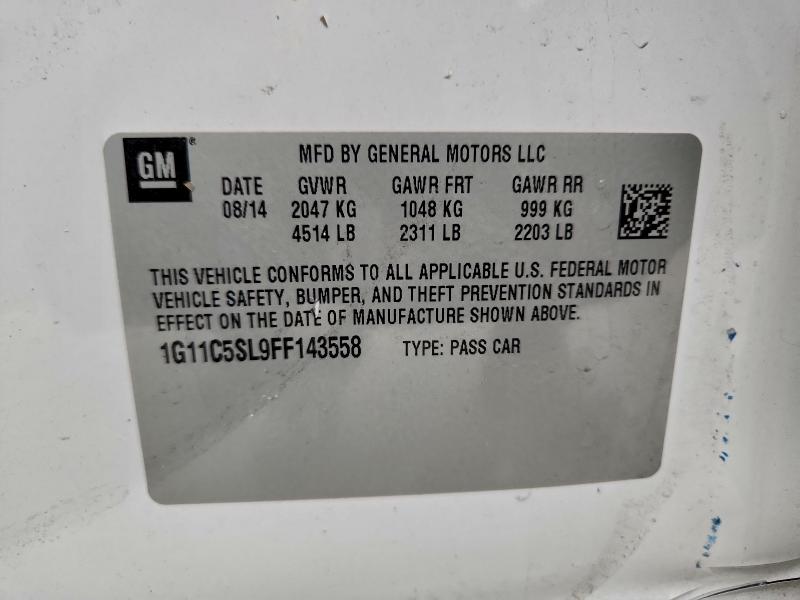 GM®
MFD BY GENERAL MOTORS LLC
DATE GVWR GAWR FRT GAWR RR
08/14 2047 KG 1048 KG 999 KG
4514 LB 2311 LB 2203 LB
THIS VEHICLE CONFORMS TO ALL APPLICABLE U.S. FEDERAL MOTOR
VEHICLE SAFETY, BUMPER, AND THEFT PREVENTION STANDARDS IN
EFFECT ON THE DATE OF MANUFACTURE SHOWN ABOVE.
1G11C5SL9FF143558 TYPE: PASS CAR